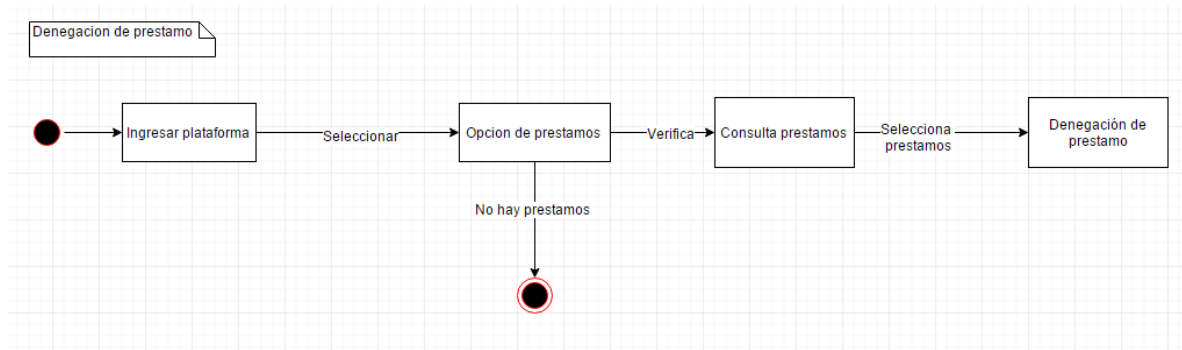 Denegacion de prestamo
Ingresar plataforma
Seleccionar
Opcion de prestamos
Verifica
Consulta prestamos
Selecciona
prestamos
Denegación de
prestamo
No hay prestamos